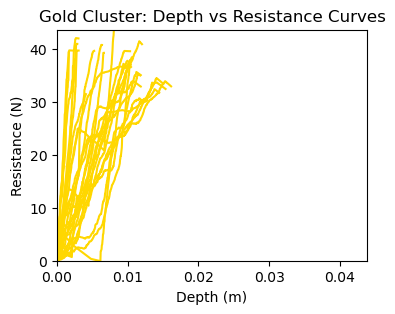 Gold Cluster: Depth vs Resistance Curves
40
30
20
10
0
Resistance (N)
0.00 0.01 0.02 0.03 0.04
Depth (m)